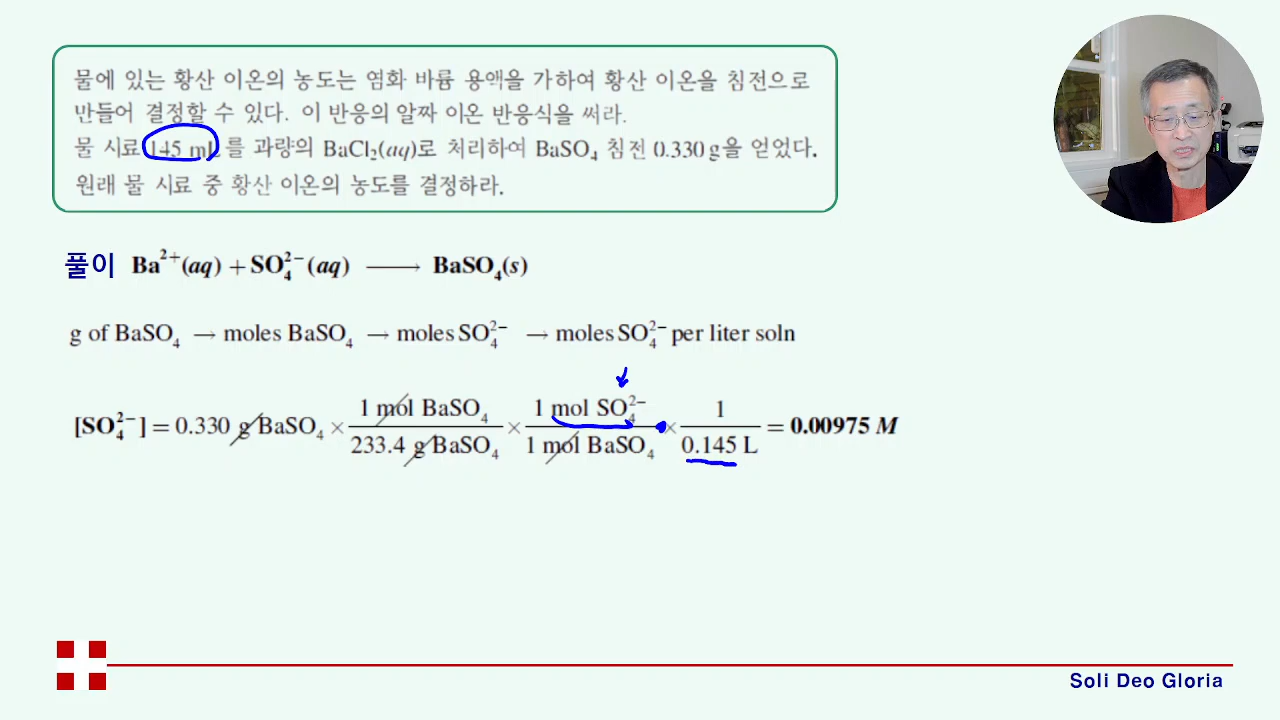 물에 있는 황산 이온의 농도는 염화 바륨 용액을 가하여 황산 이온을 침전으로
만들어 결정할 수 있다. 이 반응의 알짜 이온 반응식을 써라.
물 시료 145 mL를 과량의 BaCl₂(aq)로 처리하여 BaSO₄ 침전 0.330 g을 얻었다.
원래 물 시료 중 황산 이온의 농도를 결정하라.
풀이 Ba²⁺(aq) + SO₄²⁻(aq) ⟶ BaSO₄(s)
g of BaSO₄ → moles BaSO₄ → moles SO₄²⁻ → moles SO₄²⁻ per liter soln
[SO₄²⁻] = 0.330 g BaSO₄ × 1 mol BaSO₄ / 233.4 g BaSO₄ × 1 mol SO₄²⁻ / 1 mol BaSO₄ × 1 / 0.145 L = 0.00975 M
Soli Deo Gloria